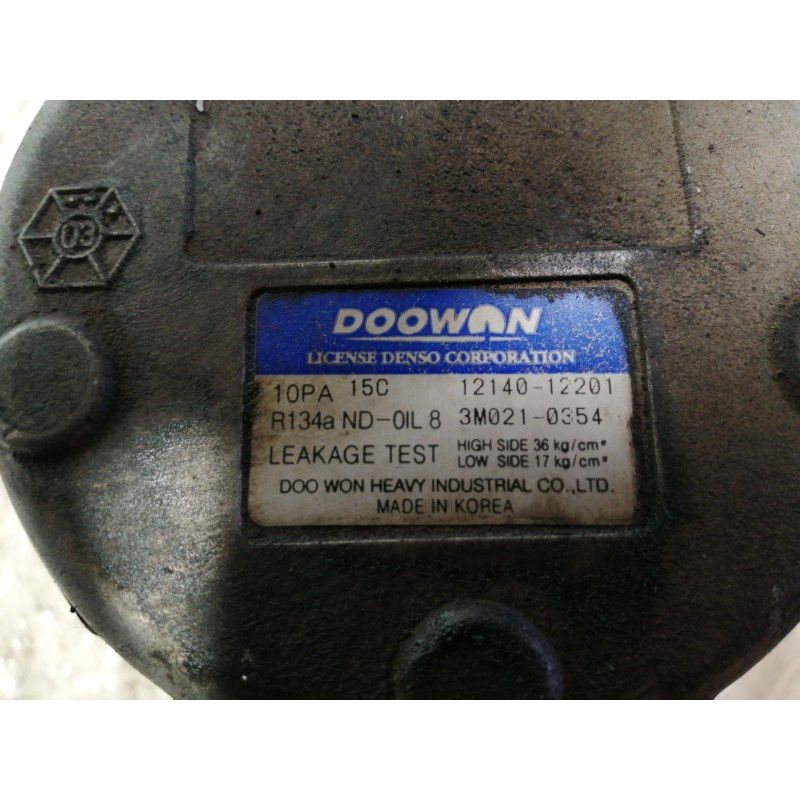 03
DOOWON
LICENSE DENSO CORPORATION
10PA 15C 12140-12201
R134a ND-OIL 8 3M021-0354
LEAKAGE TEST HIGH SIDE 36 kg/cm²
LOW SIDE 17 kg/cm²
DOO WON HEAVY INDUSTRIAL CO.,LTD.
MADE IN KOREA